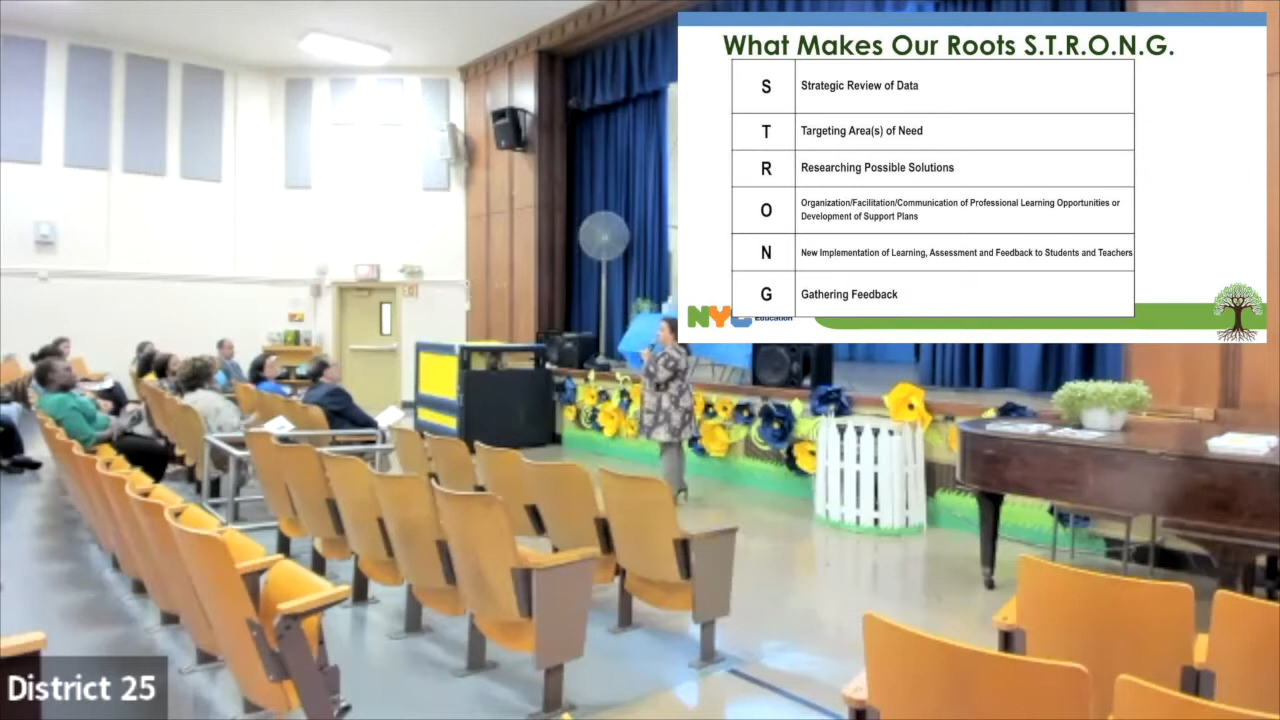 What Makes Our Roots S.T.R.O.N.G.
S Strategic Review of Data
T Targeting Area(s) of Need
R Researching Possible Solutions
O Organization/Facilitation/Communication of Professional Learning Opportunities or
Development of Support Plans
N New Implementation of Learning, Assessment and Feedback to Students and Teachers
G Gathering Feedback
NYC
Education
District 25